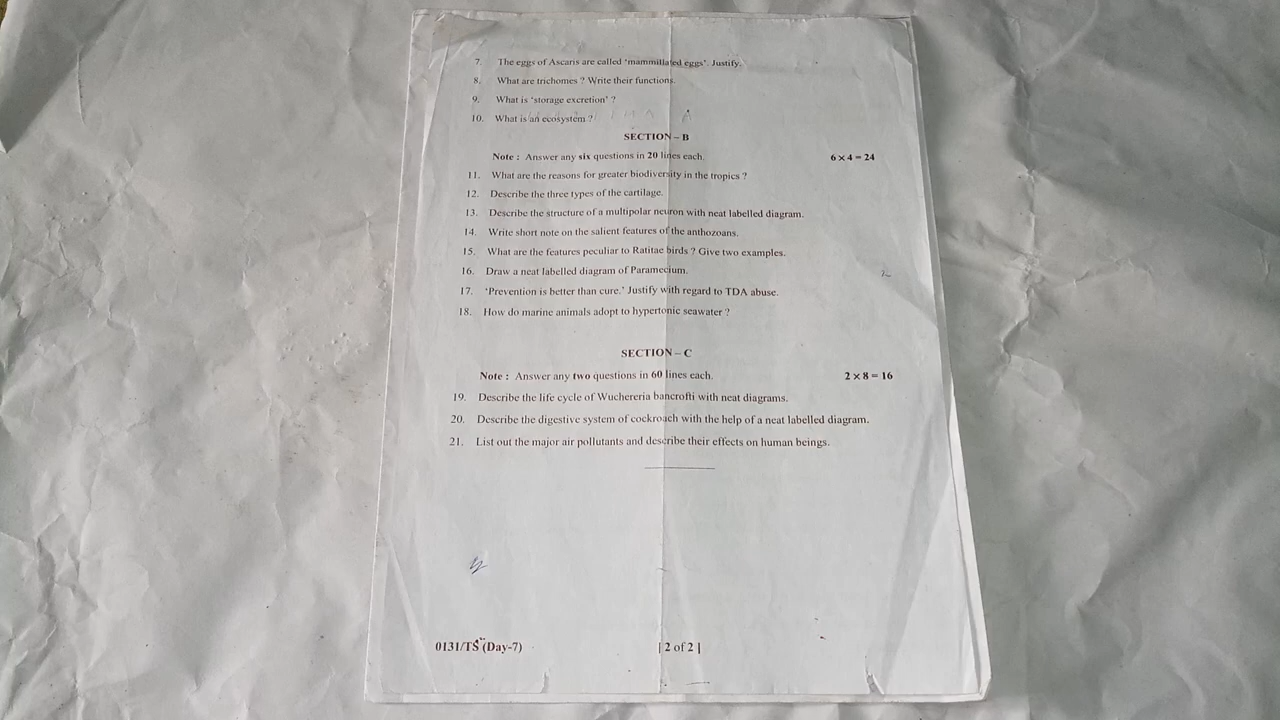 7. The eggs of Ascaris are called 'mammillated eggs'. Justify.
8. What are trichomes ? Write their functions.
9. What is 'storage excretion' ?
10. What is an ecosystem ?
SECTION – B
Note : Answer any six questions in 20 lines each. 6 x 4 = 24
11. What are the reasons for greater biodiversity in the tropics ?
12. Describe the three types of the cartilage.
13. Describe the structure of a multipolar neuron with neat labelled diagram.
14. Write short note on the salient features of the anthozoans.
15. What are the features peculiar to Ratitae birds ? Give two examples.
16. Draw a neat labelled diagram of Paramecium.
17. 'Prevention is better than cure.' Justify with regard to TDA abuse.
18. How do marine animals adopt to hypertonic seawater ?
SECTION – C
Note : Answer any two questions in 60 lines each. 2 x 8 = 16
19. Describe the life cycle of Wuchereria bancrofti with neat diagrams.
20. Describe the digestive system of cockroach with the help of a neat labelled diagram.
21. List out the major air pollutants and describe their effects on human beings.
0131/TS (Day-7) [ 2 of 2 ]